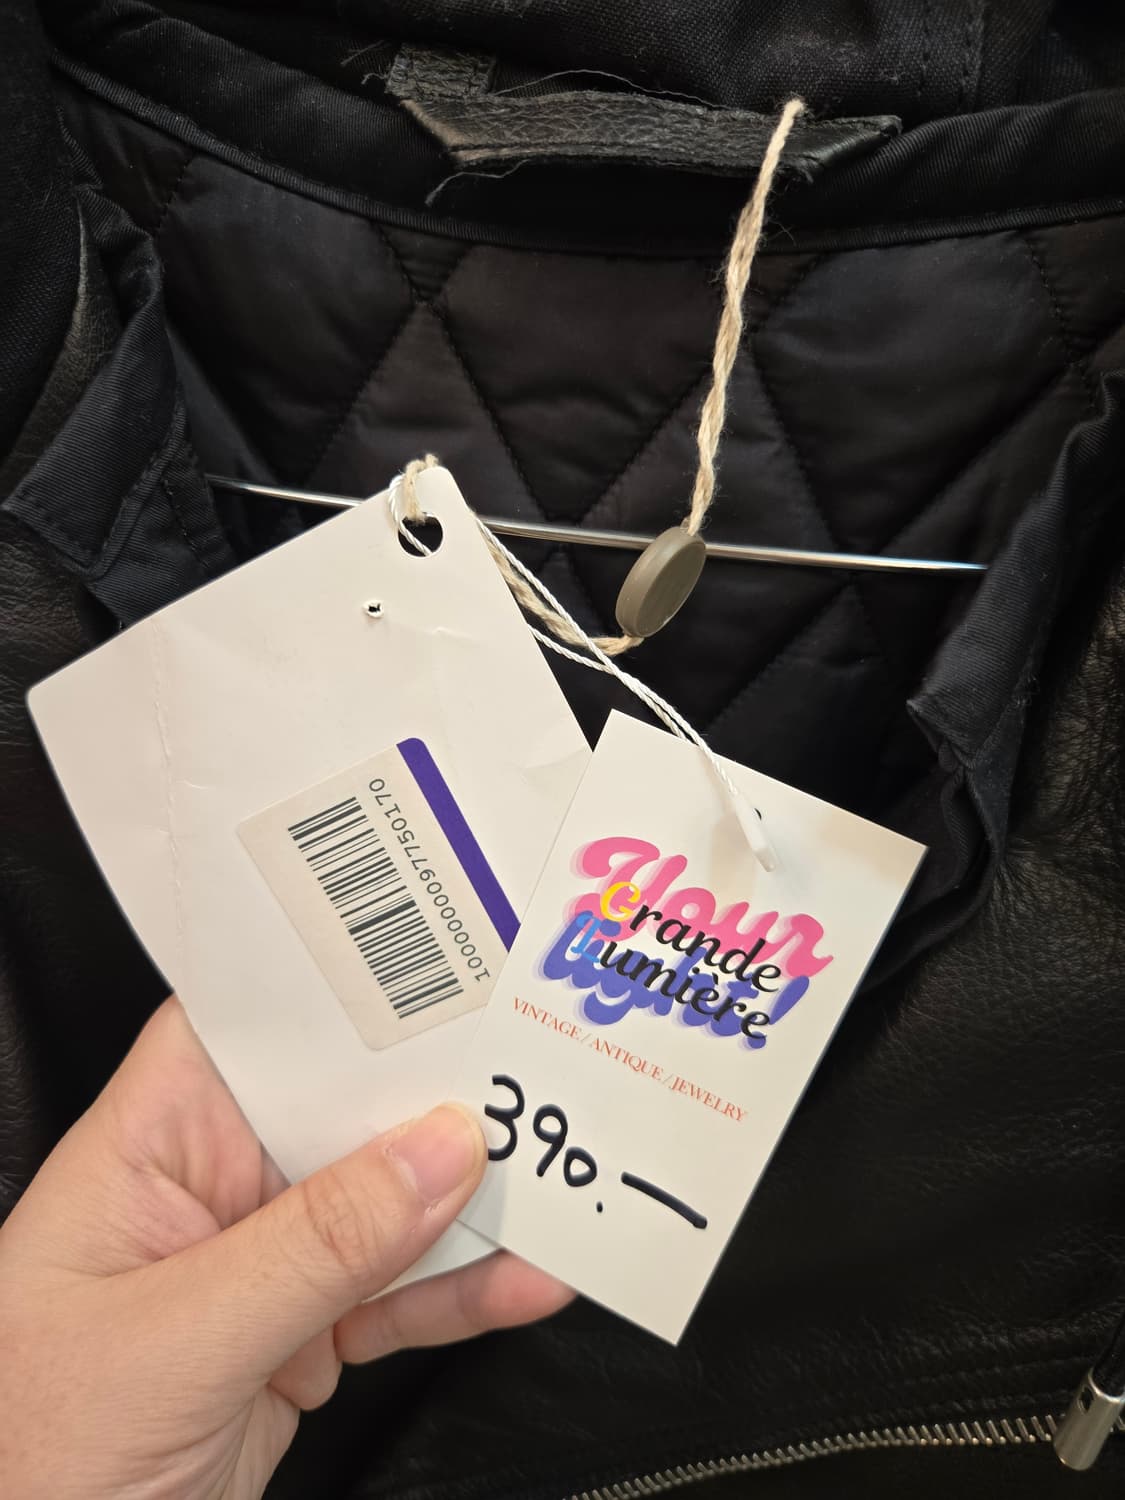 1000000097750170
Your
Grande
light!
Lumière
VINTAGE / ANTIQUE / JEWELRY
390.—